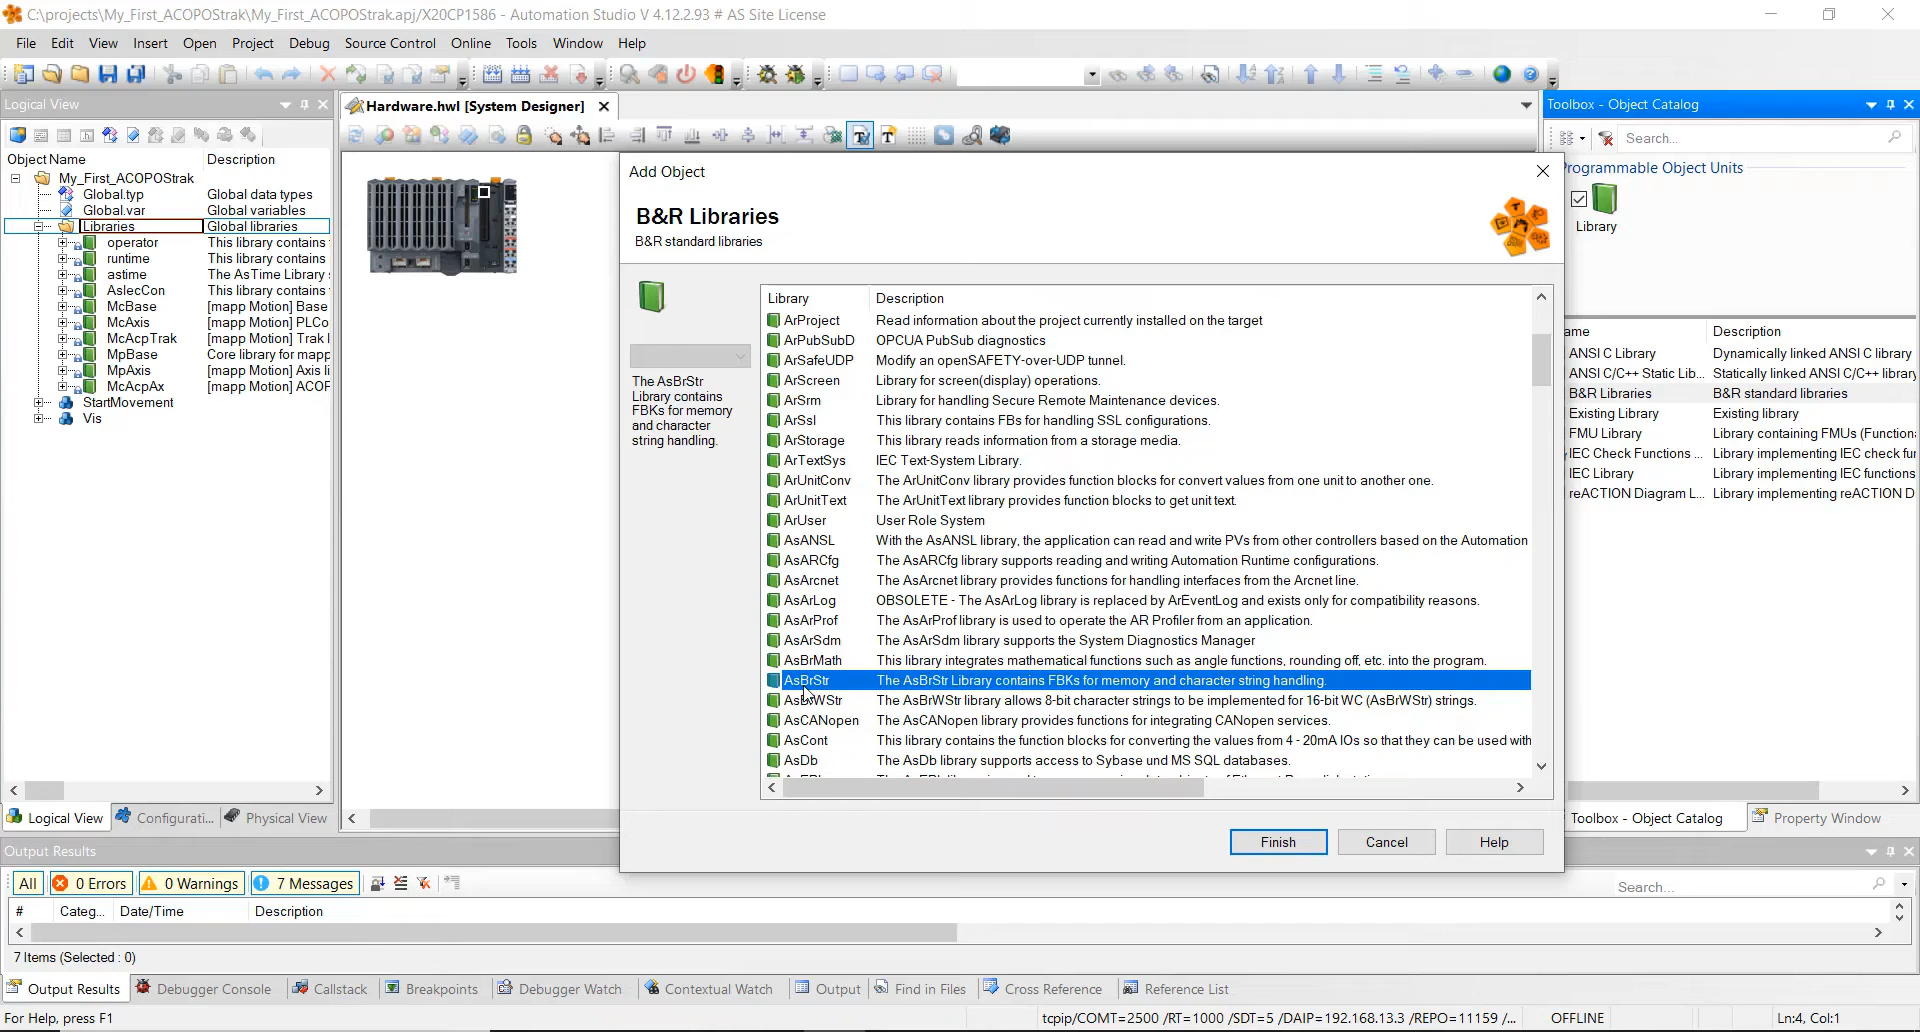 C:\projects\My_First_ACOPOStrak\My_First_ACOPOStrak.apj/X20CP1586 - Automation Studio V 4.12.2.93 # AS Site License
File Edit View Insert Open Project Debug Source Control Online Tools Window Help
Logical View
Object Name Description
My_First_ACOPOStrak
Global.typ Global data types
Global.var Global variables
Libraries Global libraries
operator This library contains
runtime This library contains
astime The AsTime Library
AsIecCon This library contains
McBase [mapp Motion] Base
McAxis [mapp Motion] PLCo
McAcpTrak [mapp Motion] Trak l
MpBase Core library for mapp
MpAxis [mapp Motion] Axis li
McAcpAx [mapp Motion] ACOF
StartMovement
Vis
Logical View Configurati... Physical View
Hardware.hwl [System Designer]
Add Object
B&R Libraries
B&R standard libraries
The AsBrStr
Library contains
FBKs for memory
and character
string handling.
Library Description
ArProject Read information about the project currently installed on the target
ArPubSubD OPCUA PubSub diagnostics
ArSafeUDP Modify an openSAFETY-over-UDP tunnel.
ArScreen Library for screen(display) operations.
ArSrm Library for handling Secure Remote Maintenance devices.
ArSsl This library contains FBs for handling SSL configurations.
ArStorage This library reads information from a storage media.
ArTextSys IEC Text-System Library.
ArUnitConv The ArUnitConv library provides function blocks for convert values from one unit to another one.
ArUnitText The ArUnitText library provides function blocks to get unit text.
ArUser User Role System
AsANSL With the AsANSL library, the application can read and write PVs from other controllers based on the Automation
AsARCfg The AsARCfg library supports reading and writing Automation Runtime configurations.
AsArcnet The AsArcnet library provides functions for handling interfaces from the Arcnet line.
AsArLog OBSOLETE - The AsArLog library is replaced by ArEventLog and exists only for compatibility reasons.
AsArProf The AsArProf library is used to operate the AR Profiler from an application.
AsArSdm The AsArSdm library supports the System Diagnostics Manager
AsBrMath This library integrates mathematical functions such as angle functions, rounding off, etc. into the program.
AsBrStr The AsBrStr Library contains FBKs for memory and character string handling.
AsBrWStr The AsBrWStr library allows 8-bit character strings to be implemented for 16-bit WC (AsBrWStr) strings.
AsCANopen The AsCANopen library provides functions for integrating CANopen services.
AsCont This library contains the function blocks for converting the values from 4 - 20mA IOs so that they can be used with
AsDb The AsDb library supports access to Sybase und MS SQL databases.
Finish Cancel Help
Toolbox - Object Catalog
Search...
Programmable Object Units
Library
ame Description
ANSI C Library Dynamically linked ANSI C library
ANSI C/C++ Static Lib... Statically linked ANSI C/C++ library
B&R Libraries B&R standard libraries
Existing Library Existing library
FMU Library Library containing FMUs (Function
IEC Check Functions ... Library implementing IEC check fur
IEC Library Library implementing IEC functions
reACTION Diagram L... Library implementing reACTION D
Toolbox - Object Catalog Property Window
Output Results
All 0 Errors 0 Warnings 7 Messages Search...
# Categ... Date/Time Description
7 Items (Selected : 0)
Output Results Debugger Console Callstack Breakpoints Debugger Watch Contextual Watch Output Find in Files Cross Reference Reference List
For Help, press F1 tcpip/COMT=2500 /RT=1000 /SDT=5 /DAIP=192.168.13.3 /REPO=11159 /... OFFLINE Ln:4, Col:1